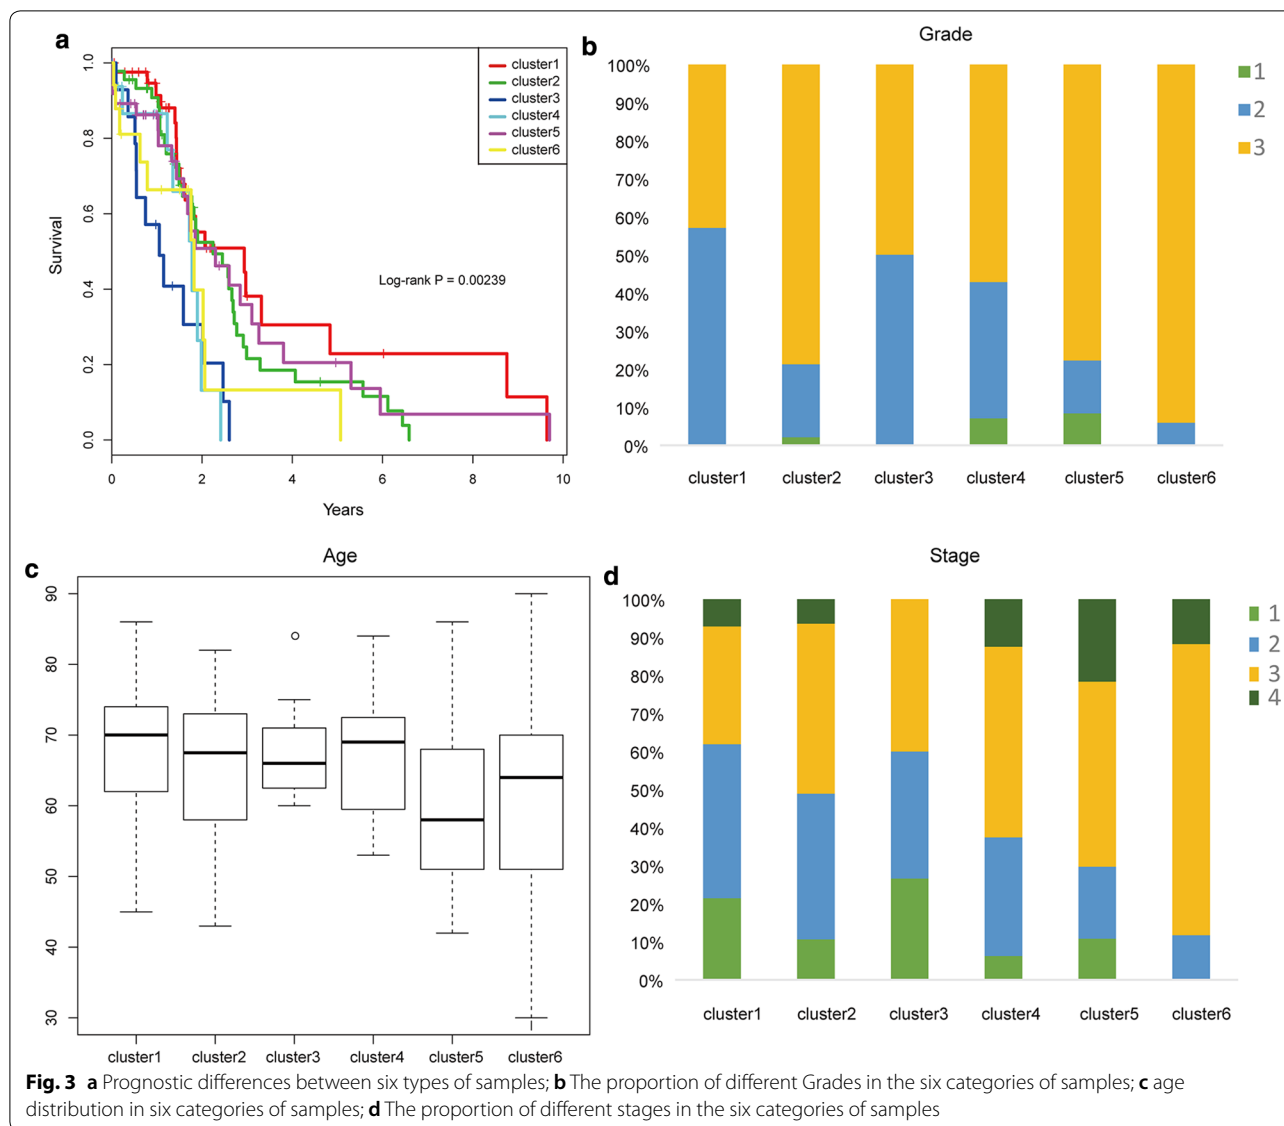 a
1.0
0.8
0.6
0.4
0.2
0.0
Survival
cluster1
cluster2
cluster3
cluster4
cluster5
cluster6
Log-rank P = 0.00239
0 2 4 6 8 10
Years
b
Grade
100%
90%
80%
70%
60%
50%
40%
30%
20%
10%
0%
1
2
3
cluster1 cluster2 cluster3 cluster4 cluster5 cluster6
c
Age
90
80
70
60
50
40
30
cluster1 cluster2 cluster3 cluster4 cluster5 cluster6
d
Stage
100%
90%
80%
70%
60%
50%
40%
30%
20%
10%
0%
1
2
3
4
cluster1 cluster2 cluster3 cluster4 cluster5 cluster6
Fig. 3 a Prognostic differences between six types of samples; b The proportion of different Grades in the six categories of samples; c age
distribution in six categories of samples; d The proportion of different stages in the six categories of samples